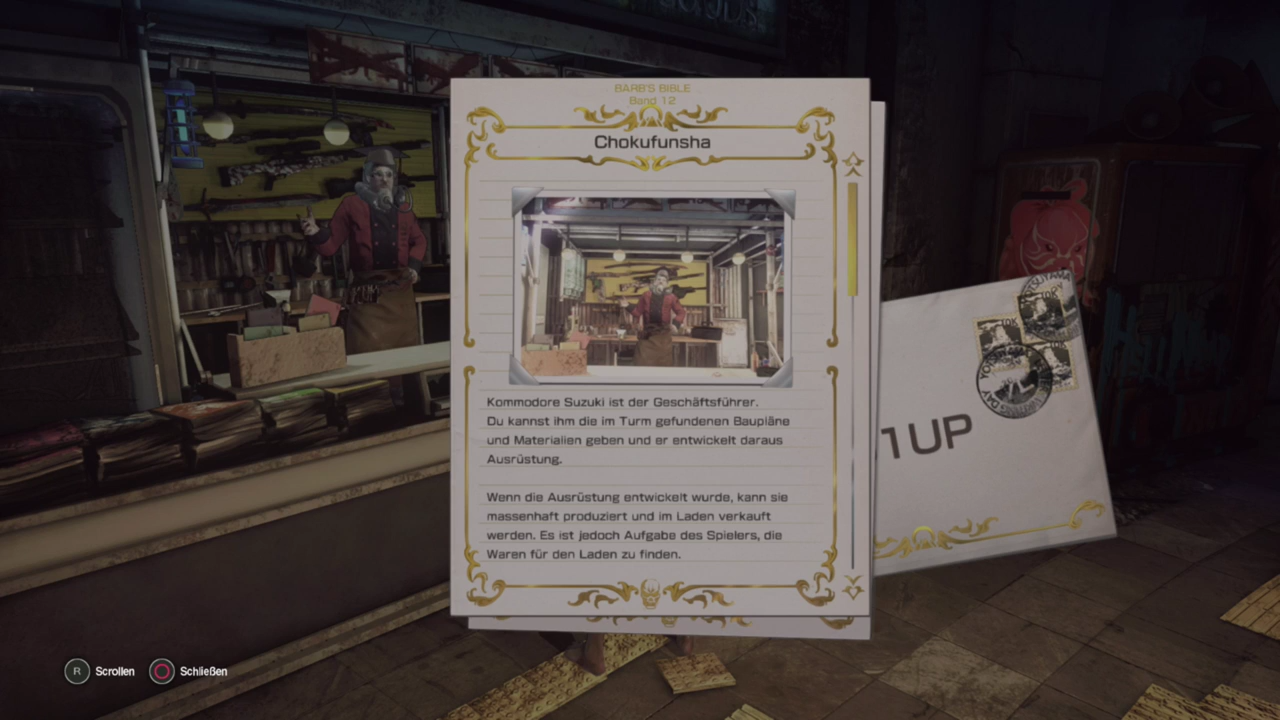 BARB'S BIBLE
Band 12
Chokufunsha
Kommodore Suzuki ist der Geschäftsführer.
Du kannst ihm die im Turm gefundenen Baupläne
und Materialien geben und er entwickelt daraus
Ausrüstung.
Wenn die Ausrüstung entwickelt wurde, kann sie
massenhaft produziert und im Laden verkauft
werden. Es ist jedoch Aufgabe des Spielers, die
Waren für den Laden zu finden.
1UP
R Scrollen Schließen